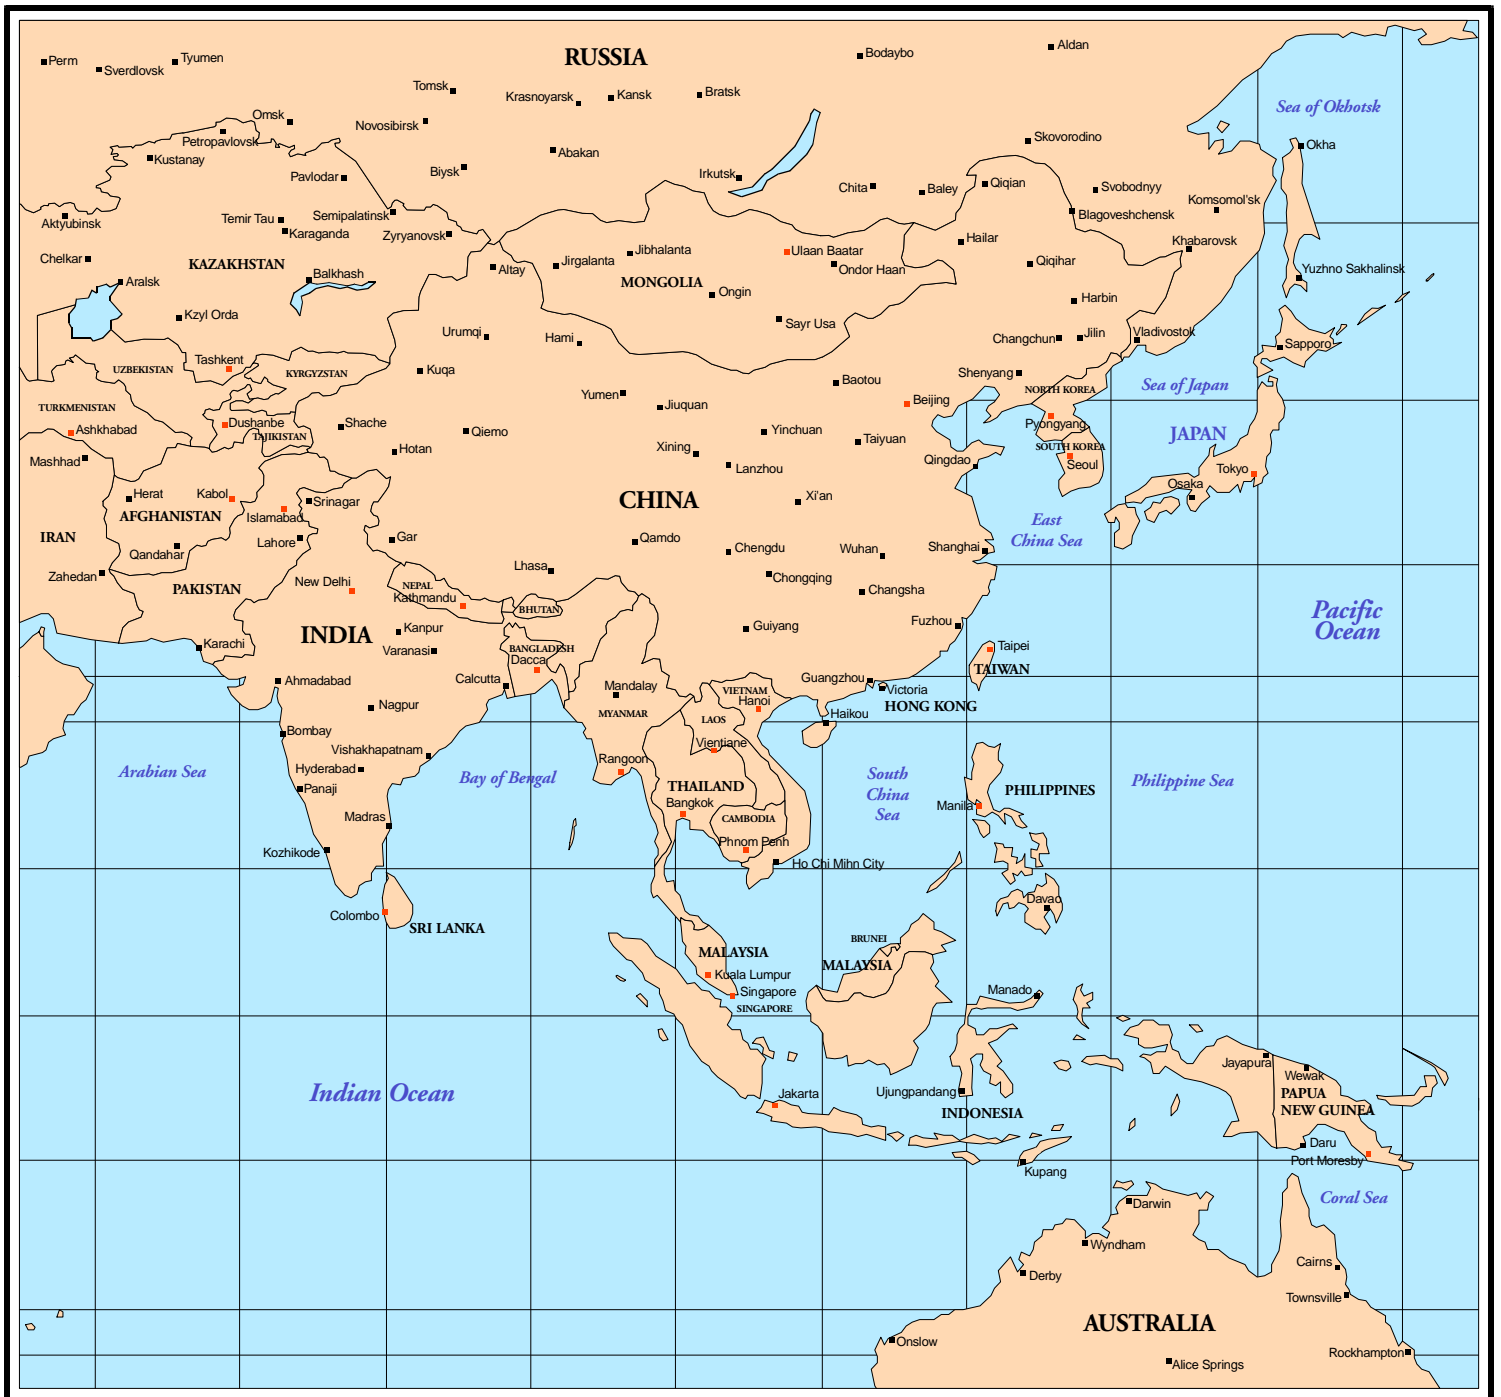 RUSSIA
Perm
Sverdlovsk
Tyumen
Tomsk
Krasnoyarsk
Kansk
Bratsk
Bodaybo
Aldan
Sea of Okhotsk
Omsk
Petropavlovsk
Novosibirsk
Kustanay
Abakan
Skovorodino
Okha
Pavlodar
Biysk
Irkutsk
Chita
Baley
Qiqian
Svobodnyy
Komsomol'sk
Aktyubinsk
Temir Tau
Karaganda
Semipalatinsk
Zyryanovsk
Blagoveshchensk
Khabarovsk
Chelkar
KAZAKHSTAN
Balkhash
Altay
Jirgalanta
Jibhalanta
Ulaan Baatar
Ondor Haan
MONGOLIA
Hailar
Qiqihar
Yuzhno Sakhalinsk
Aralsk
Ongin
Harbin
Kzyl Orda
Urumqi
Hami
Sayr Usa
Changchun
Jilin
Vladivostok
Sapporo
Tashkent
UZBEKISTAN
KYRGYZSTAN
Kuqa
Baotou
Shenyang
Sea of Japan
NORTH KOREA
TURKMENISTAN
Yumen
Jiuquan
Beijing
Ashkhabad
Dushanbe
TAJIKISTAN
Shache
Qiemo
Yinchuan
Taiyuan
Pyongyang
JAPAN
SOUTH KOREA
Mashhad
Hotan
Xining
Lanzhou
Qingdao
Seoul
Tokyo
Osaka
Herat
Kabol
Srinagar
CHINA
Xi'an
AFGHANISTAN
Islamabad
IRAN
Qandahar
Lahore
Gar
Qamdo
Chengdu
Wuhan
Shanghai
East
China Sea
Zahedan
PAKISTAN
New Delhi
NEPAL
Kathmandu
Lhasa
Chongqing
Changsha
BHUTAN
Pacific
Ocean
INDIA
Kanpur
Varanasi
Guiyang
Fuzhou
Karachi
BANGLADESH
Dacca
Taipei
TAIWAN
Ahmadabad
Calcutta
Mandalay
Guangzhou
Victoria
HONG KONG
VIETNAM
Hanoi
Nagpur
MYANMAR
LAOS
Haikou
Bombay
Vishakhapatnam
Vientiane
Arabian Sea
Hyderabad
Bay of Bengal
Rangoon
South
China
Sea
Philippine Sea
Panaji
THAILAND
PHILIPPINES
Bangkok
Manila
Madras
CAMBODIA
Phnom Penh
Kozhikode
Ho Chi Mihn City
Colombo
SRI LANKA
Davao
BRUNEI
MALAYSIA
MALAYSIA
Kuala Lumpur
Singapore
SINGAPORE
Manado
Indian Ocean
Jakarta
Ujungpandang
INDONESIA
Jayapura
Wewak
PAPUA
NEW GUINEA
Daru
Port Moresby
Kupang
Coral Sea
Darwin
Wyndham
Derby
Cairns
Townsville
AUSTRALIA
Onslow
Alice Springs
Rockhampton